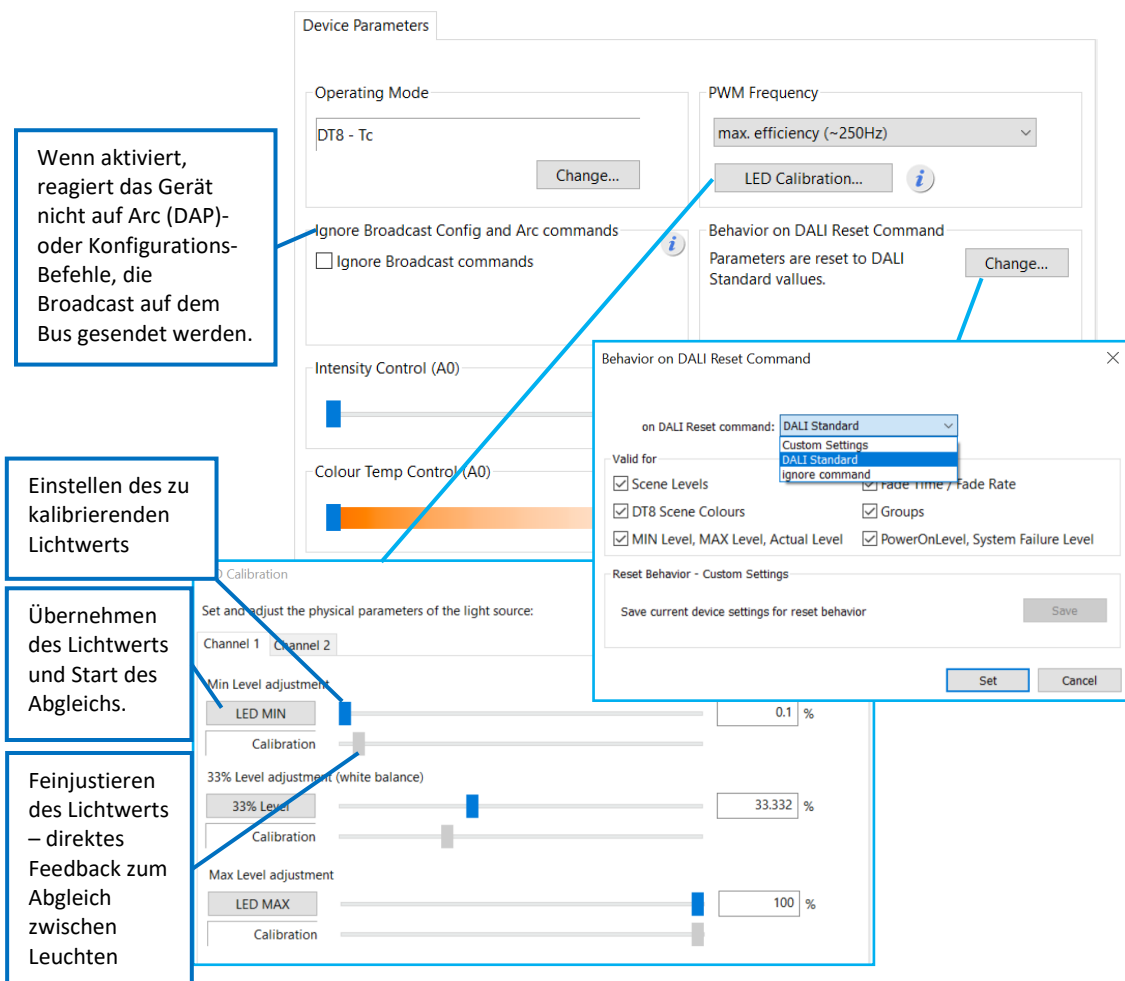 Device Parameters
Operating Mode
DT8 - Tc
Change...
PWM Frequency
max. efficiency (~250Hz)
LED Calibration...
i
Wenn aktiviert,
reagiert das Gerät
nicht auf Arc (DAP)-
oder Konfigurations-
Befehle, die
Broadcast auf dem
Bus gesendet werden.
Ignore Broadcast Config and Arc commands
i
Ignore Broadcast commands
Behavior on DALI Reset Command
Parameters are reset to DALI
Standard vallues.
Change...
Intensity Control (A0)
Colour Temp Control (A0)
Behavior on DALI Reset Command
on DALI Reset command:
DALI Standard
Custom Settings
DALI Standard
ignore command
Valid for
Scene Levels
Fade Time / Fade Rate
DT8 Scene Colours
Groups
MIN Level, MAX Level, Actual Level
PowerOnLevel, System Failure Level
Reset Behavior - Custom Settings
Save current device settings for reset behavior
Save
Set
Cancel
Einstellen des zu
kalibrierenden
Lichtwerts
Übernehmen
des Lichtwerts
und Start des
Abgleichs.
Feinjustieren
des Lichtwerts
– direktes
Feedback zum
Abgleich
zwischen
Leuchten
D Calibration
Set and adjust the physical parameters of the light source:
Channel 1
Channel 2
Min Level adjustment
LED MIN
0.1 %
Calibration
33% Level adjustment (white balance)
33% Level
33.332 %
Calibration
Max Level adjustment
LED MAX
100 %
Calibration